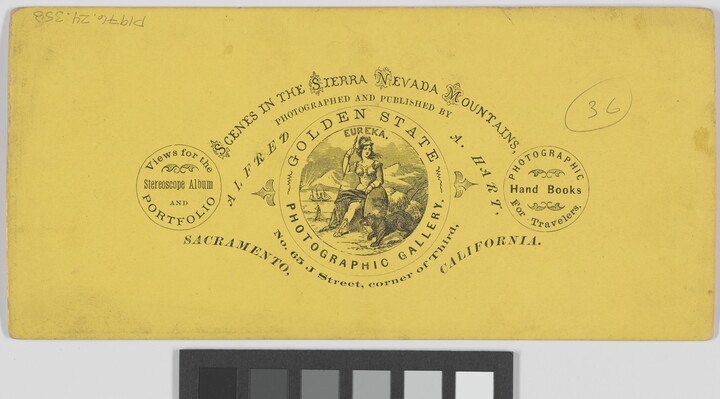 P1976.24.358
36
SCENES IN THE SIERRA NEVADA MOUNTAINS,
PHOTOGRAPHED AND PUBLISHED BY
ALFRED A. HART,
GOLDEN STATE
EUREKA.
PHOTOGRAPHIC GALLERY.
No. 65 J Street, corner of Third,
SACRAMENTO, CALIFORNIA.
Views for the
Stereoscope Album
AND
PORTFOLIO
PHOTOGRAPHIC
Hand Books
For Travelers.